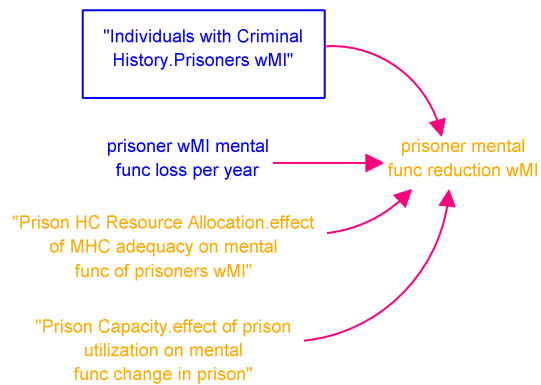 "Individuals with Criminal
History.Prisoners wMI"
prisoner wMI mental
func loss per year
prisoner mental
func reduction wMI
"Prison HC Resource Allocation.effect
of MHC adequacy on mental
func of prisoners wMI"
"Prison Capacity.effect of prison
utilization on mental
func change in prison"